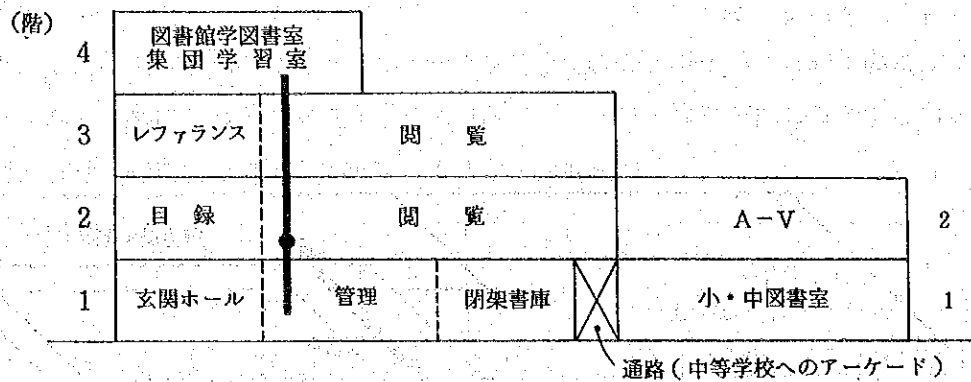 (階)
4
図書館学図書室
集団学習室
3
レファランス
閲覧
2
目録
閲覧
A-V
2
1
玄関ホール
管理
閉架書庫
小・中図書室
1
通路(中等学校へのアーケード)